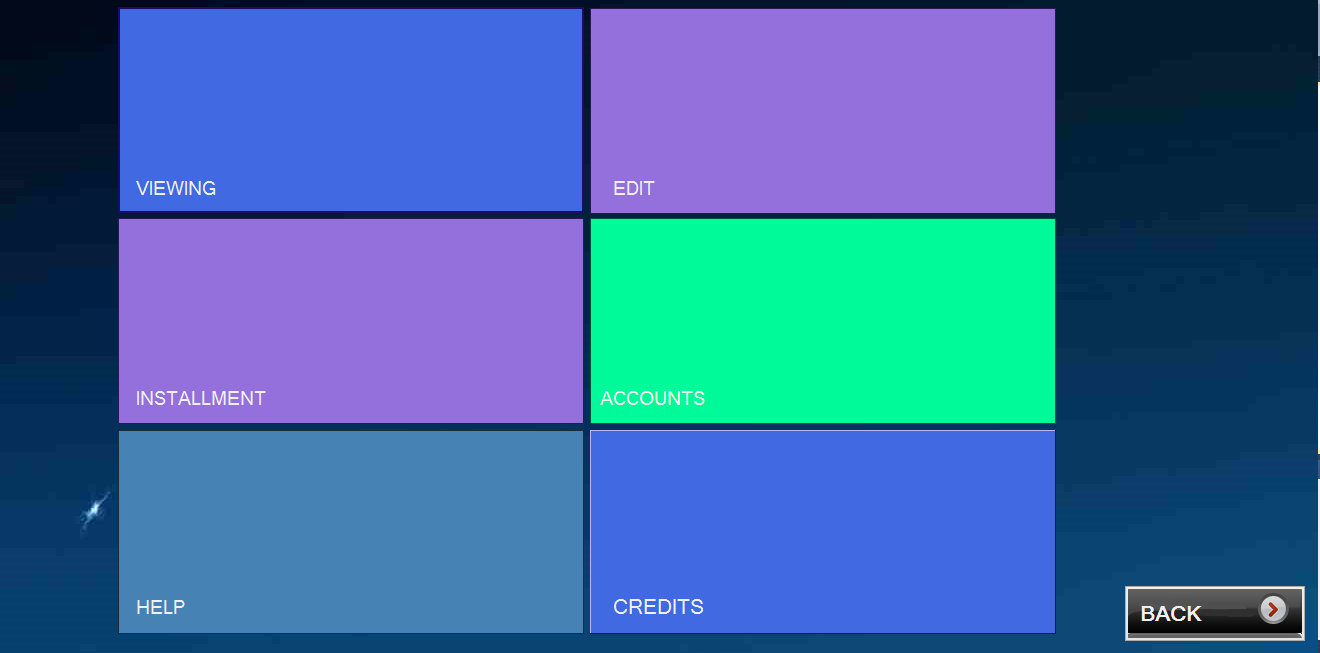 VIEWING
EDIT
INSTALLMENT
ACCOUNTS
HELP
CREDITS
BACK